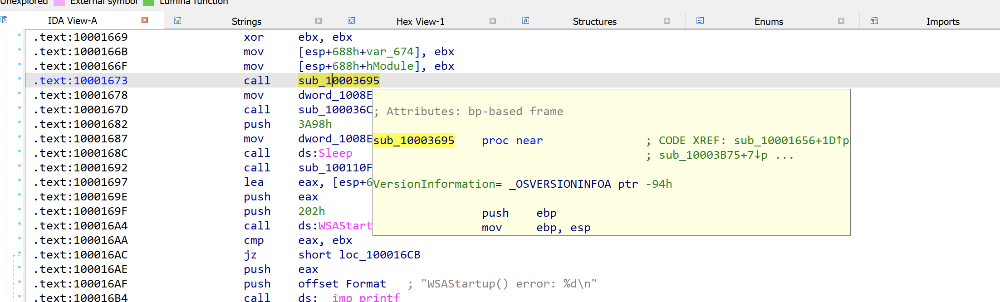 Unexplored External symbol Lumina function
IDA View-A Strings Hex View-1 Structures Enums Imports
.text:10001669 xor ebx, ebx
.text:1000166B mov [esp+688h+var_674], ebx
.text:1000166F mov [esp+688h+hModule], ebx
.text:10001673 call sub_10003695
.text:10001678 mov dword_1008E
.text:1000167D call sub_100036C
.text:10001682 push 3A98h
.text:10001687 mov dword_1008E
.text:1000168C call ds:Sleep
.text:10001692 call sub_100110F
.text:10001697 lea eax, [esp+6
.text:1000169E push eax
.text:1000169F push 202h
.text:100016A4 call ds:WSAStart
.text:100016AA cmp eax, ebx
.text:100016AC jz short loc_100016CB
.text:100016AE push eax
.text:100016AF push offset Format ; "WSAStartup() error: %d\n"
.text:100016B4 call ds:__imp_printf
; Attributes: bp-based frame
sub_10003695 proc near ; CODE XREF: sub_10001656+1D↑p
; sub_10003B75+7↓p ...
VersionInformation= _OSVERSIONINFOA ptr -94h
push ebp
mov ebp, esp